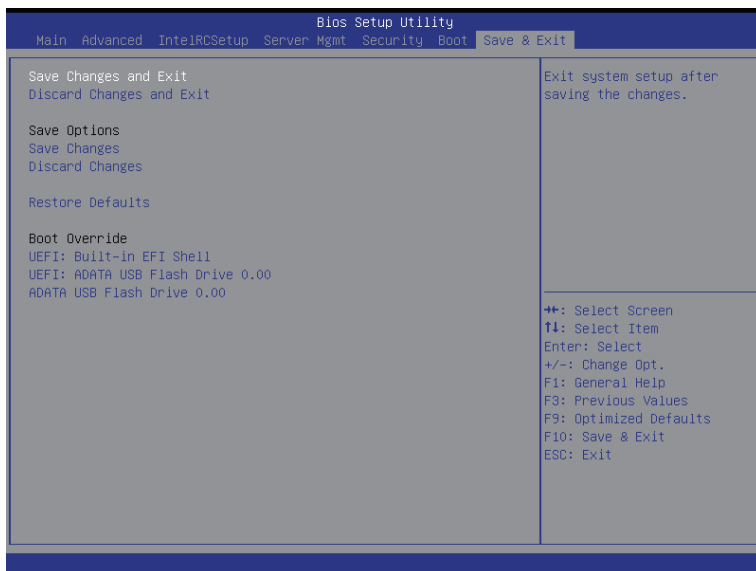 Bios Setup Utility
Main Advanced IntelRCSetup Server Mgmt Security Boot Save & Exit
Save Changes and Exit
Discard Changes and Exit
Save Options
Save Changes
Discard Changes
Restore Defaults
Boot Override
UEFI: Built-in EFI Shell
UEFI: ADATA USB Flash Drive 0.00
ADATA USB Flash Drive 0.00
Exit system setup after
saving the changes.
→←: Select Screen
↑↓: Select Item
Enter: Select
+/-: Change Opt.
F1: General Help
F3: Previous Values
F9: Optimized Defaults
F10: Save & Exit
ESC: Exit